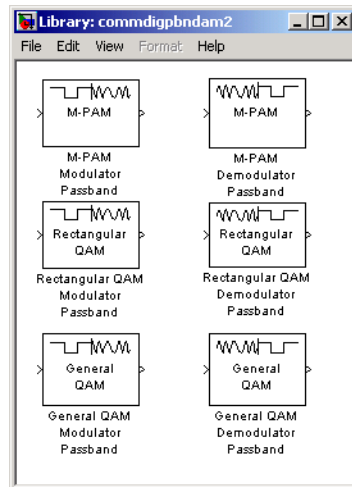 Library: commdigpbndam2
File Edit View Format Help
M-PAM
M-PAM
Modulator
Passband
M-PAM
M-PAM
Demodulator
Passband
Rectangular
QAM
Rectangular QAM
Modulator
Passband
Rectangular
QAM
Rectangular QAM
Demodulator
Passband
General
QAM
General QAM
Modulator
Passband
General
QAM
General QAM
Demodulator
Passband